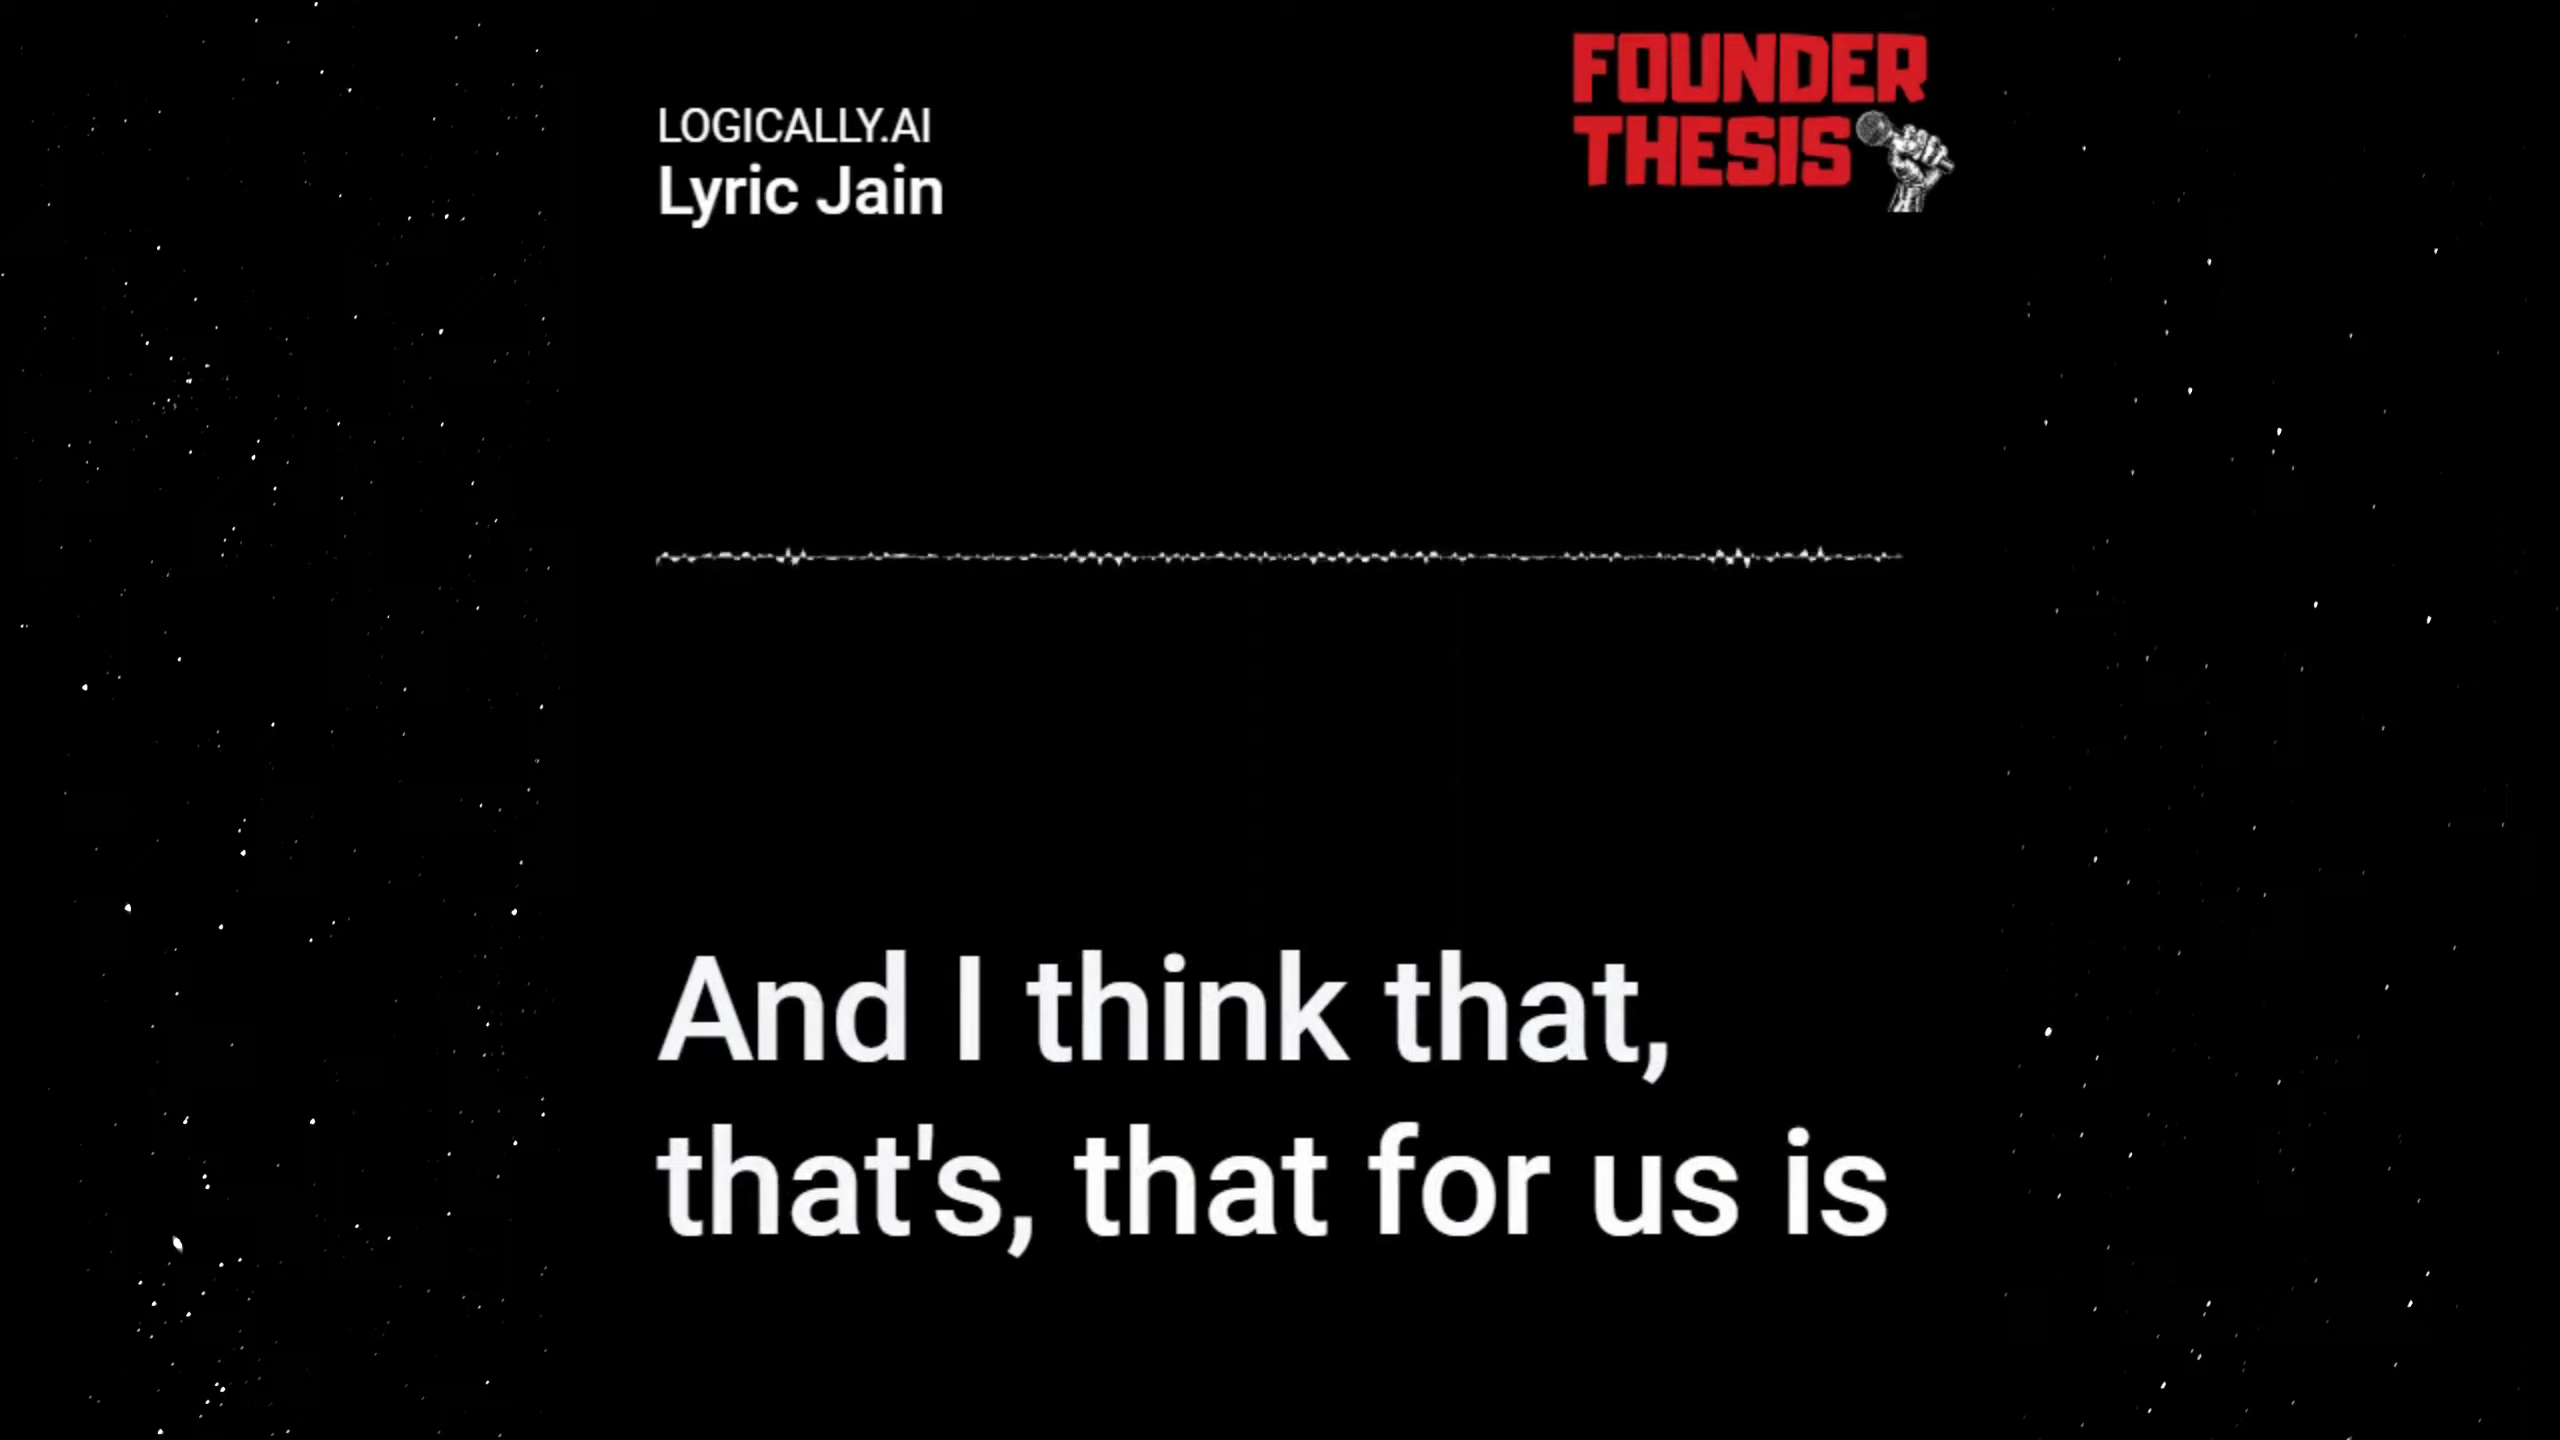 LOGICALLY.AI
Lyric Jain
FOUNDER
THESIS
And I think that,
that's, that for us is